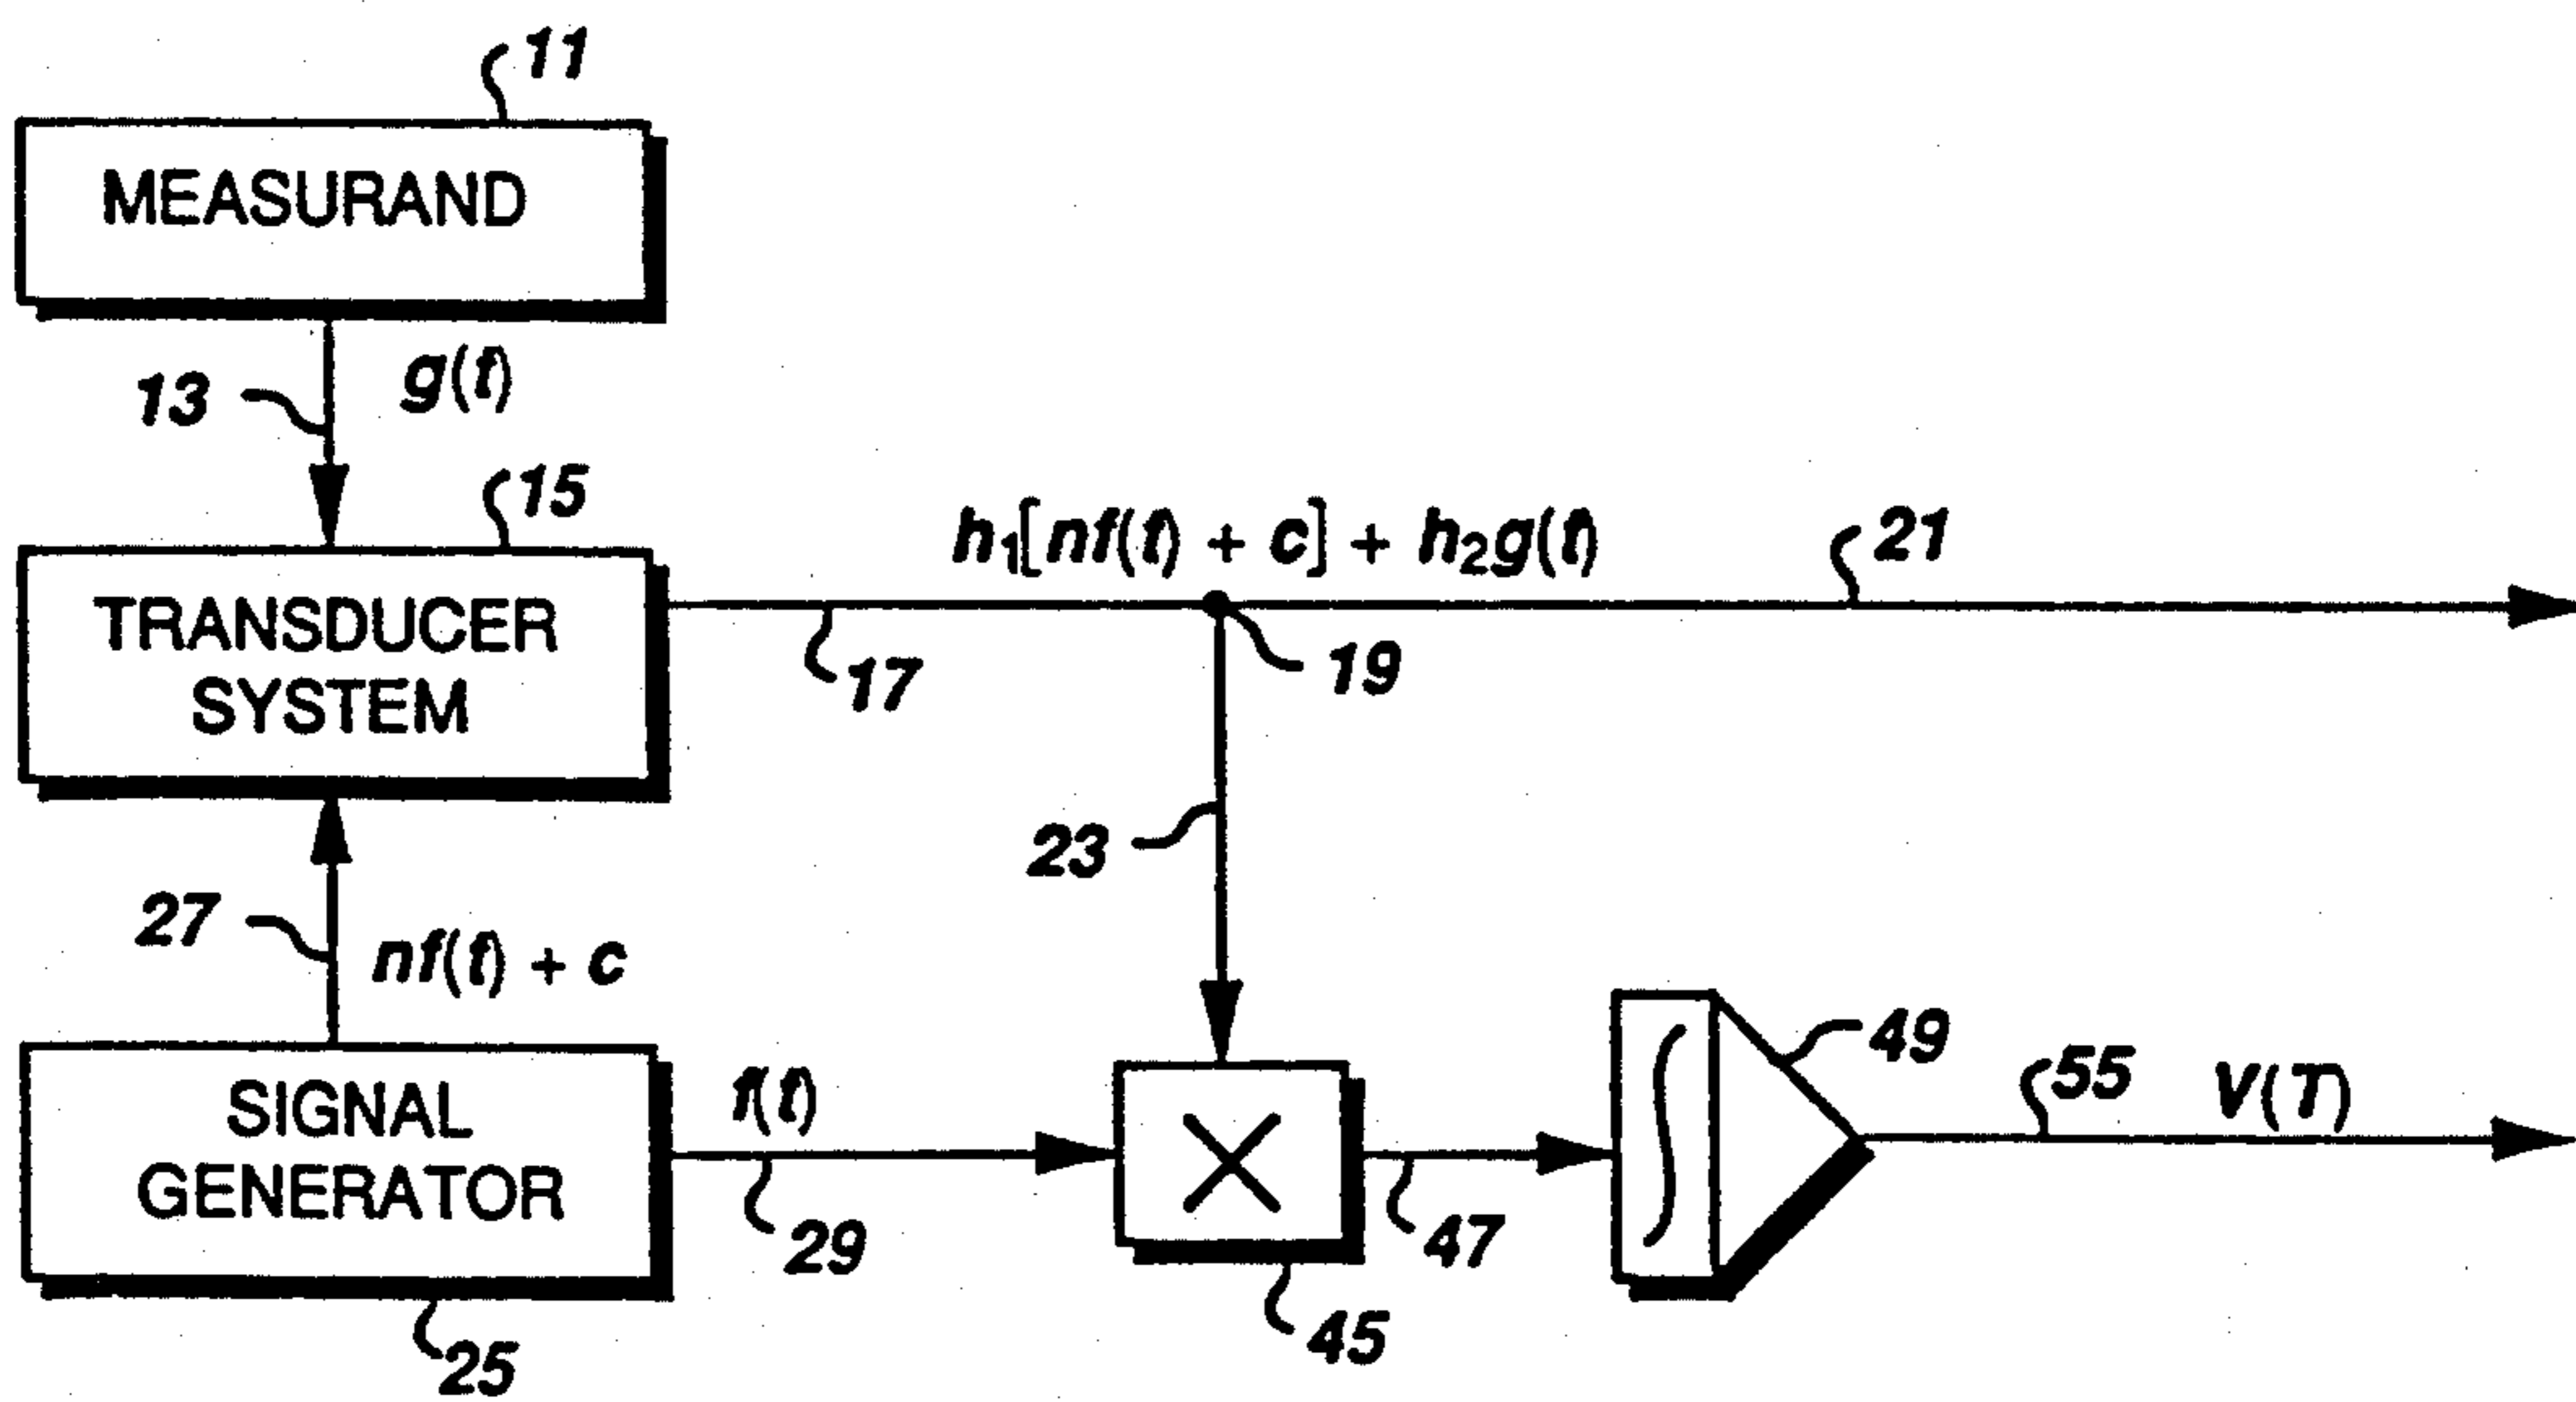 11
MEASURAND
13
g(t)
15
TRANSDUCER
SYSTEM
h₁[nf(t) + c] + h₂g(t)
21
17
19
23
27
nf(t) + c
SIGNAL
GENERATOR
f(t)
29
×
47
∫
49
55
V(T)
25
45